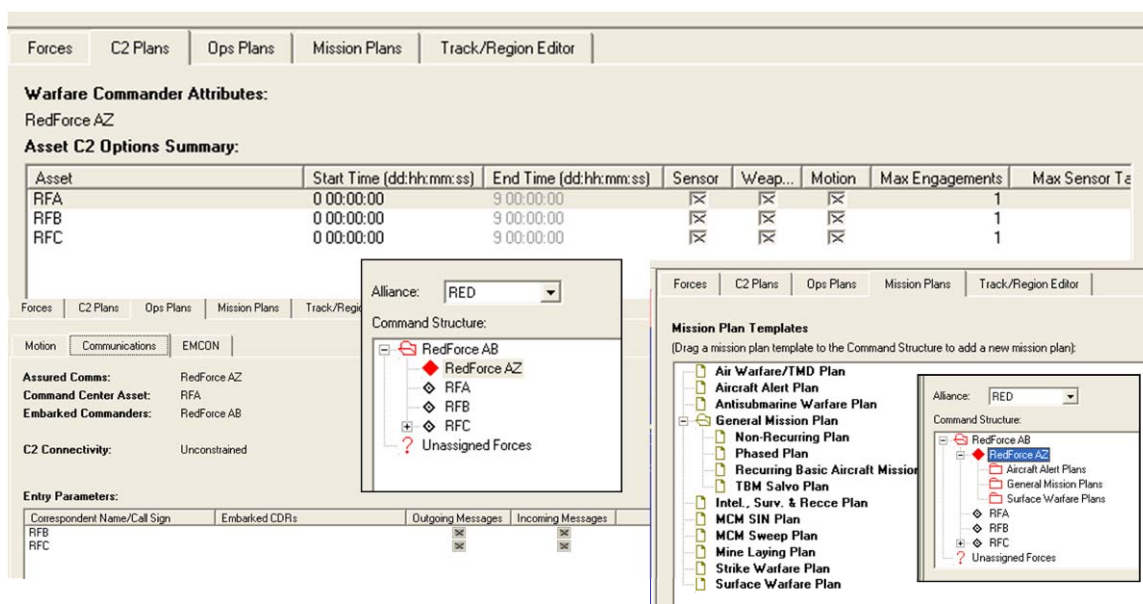 Forces C2 Plans Ops Plans Mission Plans Track/Region Editor
Warfare Commander Attributes:
RedForce AZ
Asset C2 Options Summary:
Asset Start Time (dd:hh:mm:ss) End Time (dd:hh:mm:ss) Sensor Weap... Motion Max Engagements Max Sensor Ta
RFA 0 00:00:00 9 00:00:00 1
RFB 0 00:00:00 9 00:00:00 1
RFC 0 00:00:00 9 00:00:00 1
Forces C2 Plans Ops Plans Mission Plans Track/Regio
Motion Communications EMCON
Assured Comms: RedForce AZ
Command Center Asset: RFA
Embarked Commanders: RedForce AB
C2 Connectivity: Unconstrained
Entry Parameters:
Correspondent Name/Call Sign Embarked CDRs Outgoing Messages Incoming Messages
RFB
RFC
Alliance: RED
Command Structure:
RedForce AB
RedForce AZ
RFA
RFB
RFC
? Unassigned Forces
Forces C2 Plans Ops Plans Mission Plans Track/Region Editor
Mission Plan Templates
(Drag a mission plan template to the Command Structure to add a new mission plan):
Air Warfare/TMD Plan
Aircraft Alert Plan
Antisubmarine Warfare Plan
General Mission Plan
Non-Recurring Plan
Phased Plan
Recurring Basic Aircraft Mission
TBM Salvo Plan
Intel., Surv. & Recce Plan
MCM SIN Plan
MCM Sweep Plan
Mine Laying Plan
Strike Warfare Plan
Surface Warfare Plan
Alliance: RED
Command Structure:
RedForce AB
RedForce AZ
Aircraft Alert Plans
General Mission Plans
Surface Warfare Plans
RFA
RFB
RFC
? Unassigned Forces